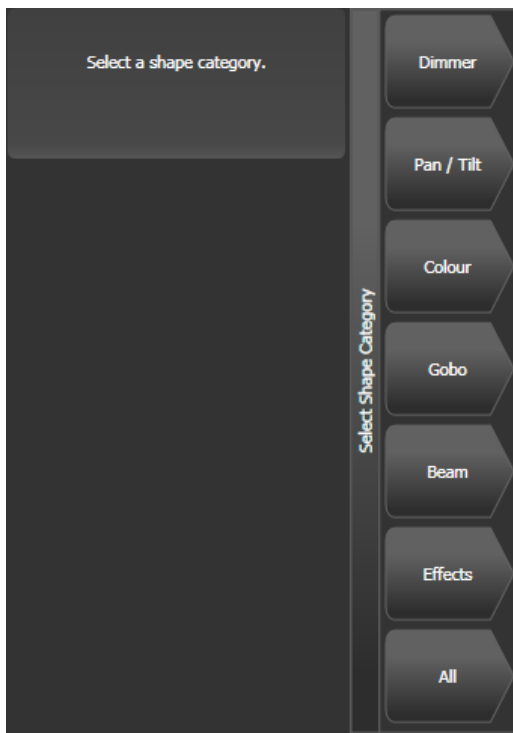 Select a shape category.
Select Shape Category
Dimmer
Pan / Tilt
Colour
Gobo
Beam
Effects
All